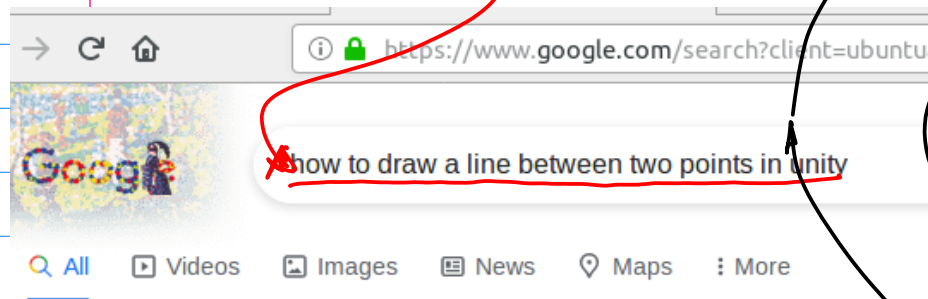 https://www.google.com/search?client=ubuntu
Google
how to draw a line between two points in unity
All Videos Images News Maps More